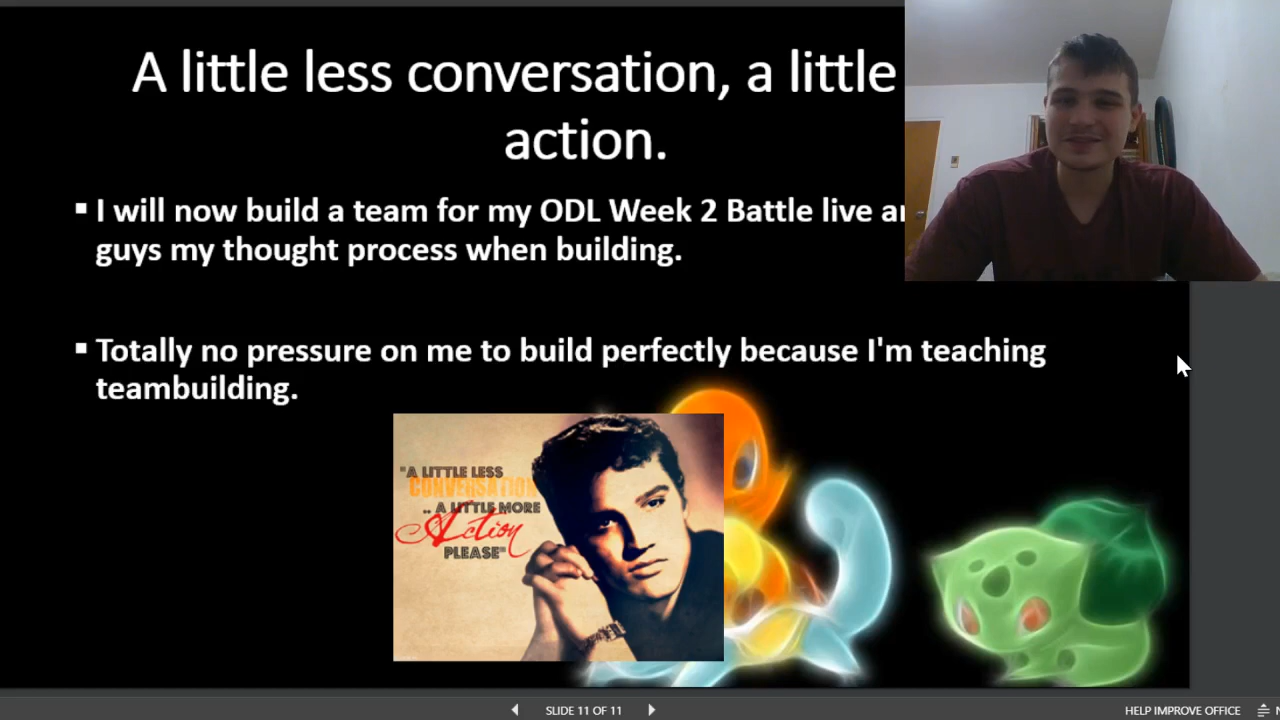 A little less conversation, a little
action.
▪ I will now build a team for my ODL Week 2 Battle live
guys my thought process when building.
▪ Totally no pressure on me to build perfectly because I'm teaching
teambuilding.
"A LITTLE LESS
CONVERSATION
.. A LITTLE MORE
Action
PLEASE"
SLIDE 11 OF 11
HELP IMPROVE OFFICE